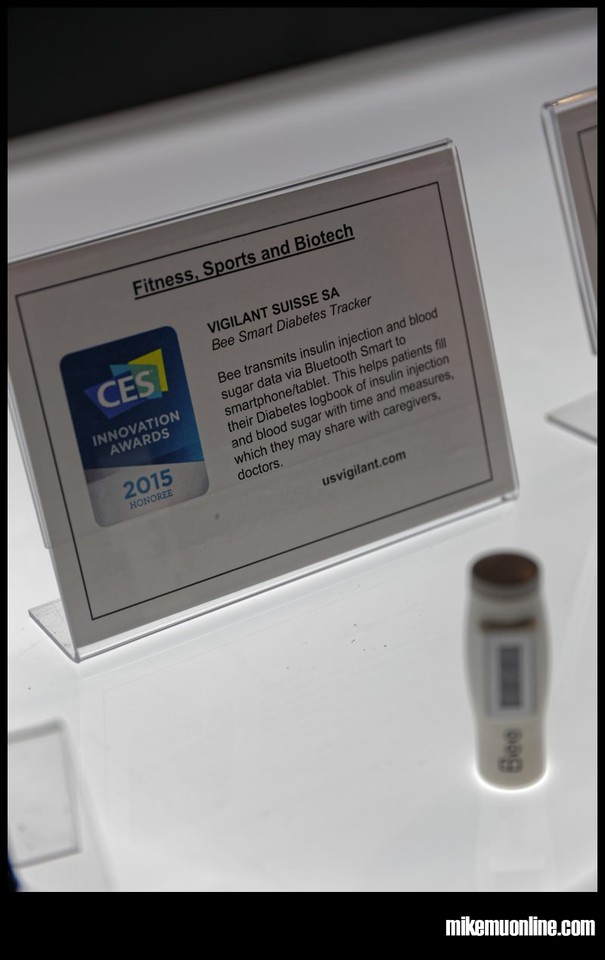 Fitness, Sports and Biotech
VIGILANT SUISSE SA
Bee Smart Diabetes Tracker
Bee transmits insulin injection and blood
sugar data via Bluetooth Smart to
smartphone/tablet. This helps patients fill
their Diabetes logbook of insulin injection
and blood sugar with time and measures,
which they may share with caregivers,
doctors.
usvigilant.com
CES
INNOVATION
AWARDS
2015
HONOREE
Bee
mikemuonline.com